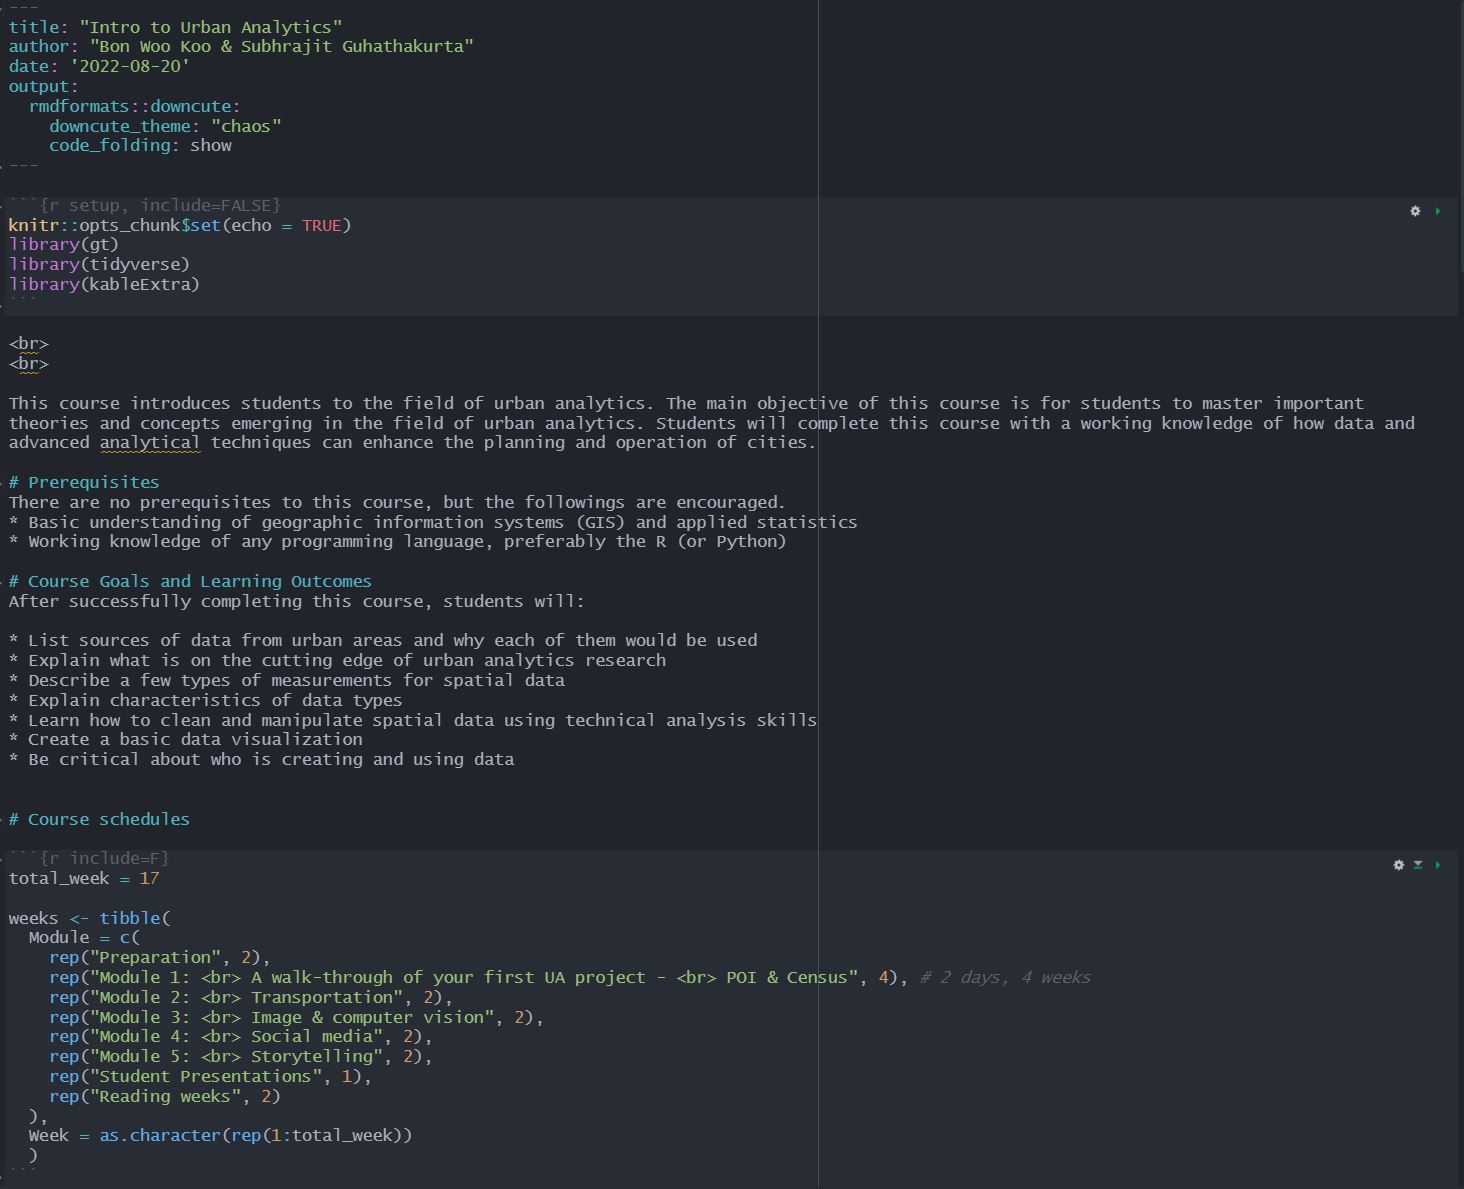 ---
title: "Intro to Urban Analytics"
author: "Bon Woo Koo & Subhrajit Guhathakurta"
date: '2022-08-20'
output:
  rmdformats::downcute:
    downcute_theme: "chaos"
    code_folding: show
---
```{r setup, include=FALSE}
knitr::opts_chunk$set(echo = TRUE)
library(gt)
library(tidyverse)
library(kableExtra)
```
<br>
<br>
This course introduces students to the field of urban analytics. The main objective of this course is for students to master important
theories and concepts emerging in the field of urban analytics. Students will complete this course with a working knowledge of how data and
advanced analytical techniques can enhance the planning and operation of cities.
# Prerequisites
There are no prerequisites to this course, but the followings are encouraged.
* Basic understanding of geographic information systems (GIS) and applied statistics
* Working knowledge of any programming language, preferably the R (or Python)
# Course Goals and Learning Outcomes
After successfully completing this course, students will:
* List sources of data from urban areas and why each of them would be used
* Explain what is on the cutting edge of urban analytics research
* Describe a few types of measurements for spatial data
* Explain characteristics of data types
* Learn how to clean and manipulate spatial data using technical analysis skills
* Create a basic data visualization
* Be critical about who is creating and using data
# Course schedules
```{r include=F}
total_week = 17
weeks <- tibble(
  Module = c(
    rep("Preparation", 2),
    rep("Module 1: <br> A walk-through of your first UA project - <br> POI & Census", 4), # 2 days, 4 weeks
    rep("Module 2: <br> Transportation", 2),
    rep("Module 3: <br> Image & computer vision", 2),
    rep("Module 4: <br> Social media", 2),
    rep("Module 5: <br> Storytelling", 2),
    rep("Student Presentations", 1),
    rep("Reading weeks", 2)
  ),
  Week = as.character(rep(1:total_week))
  )
```